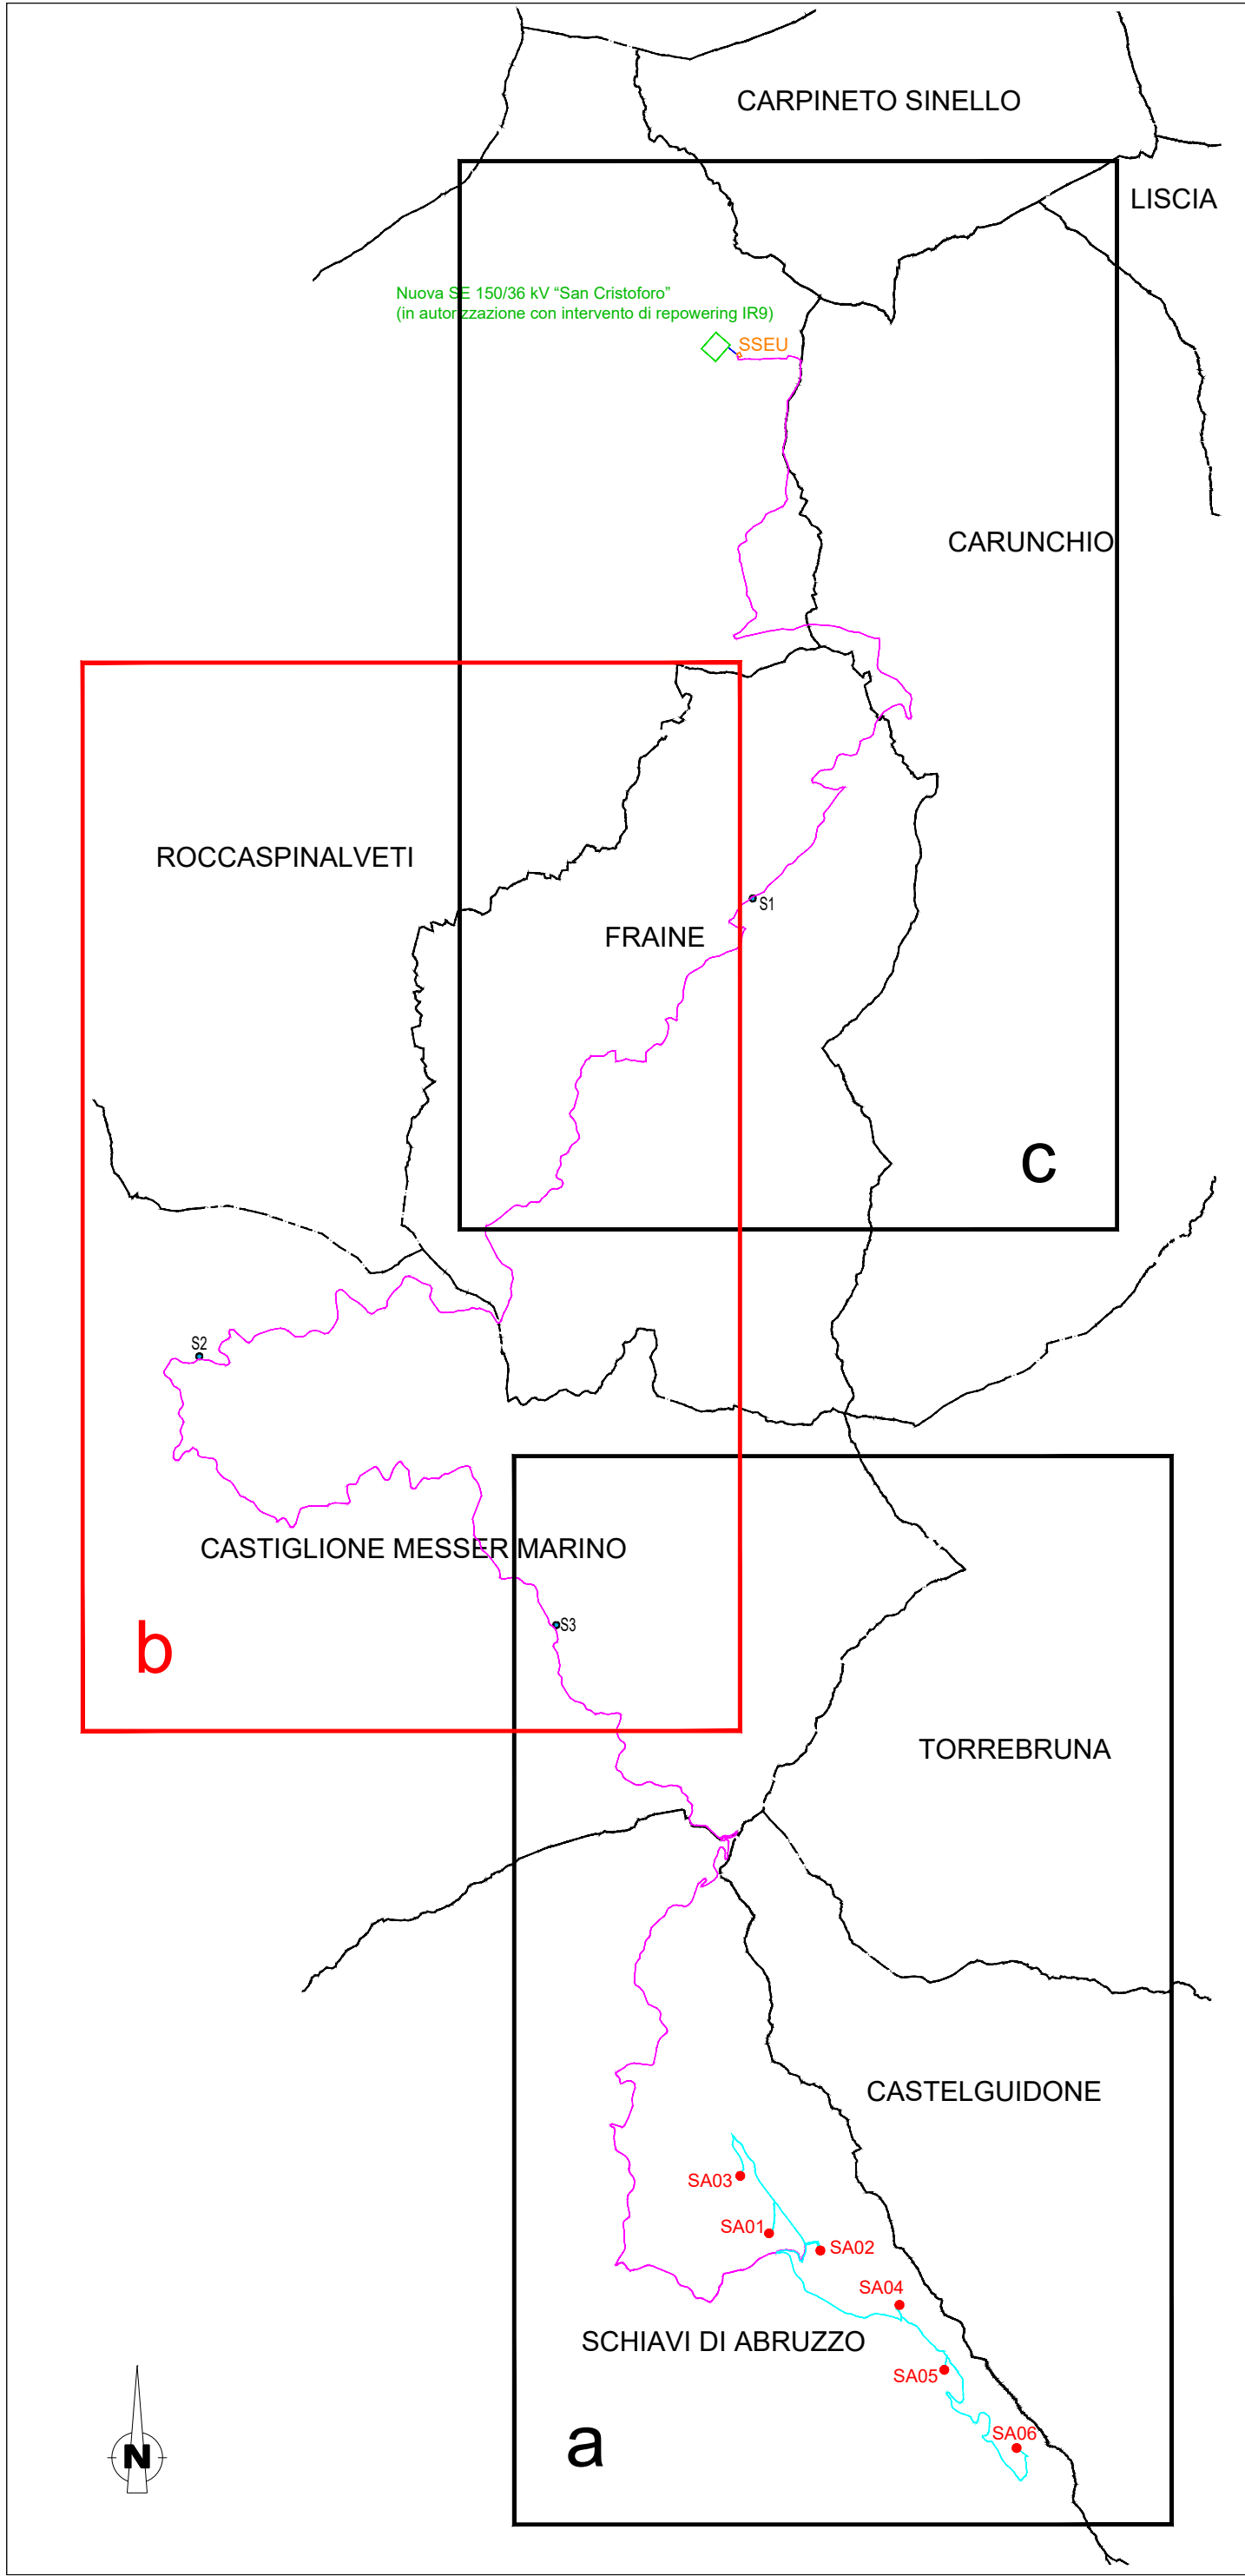 CARPINETO SINELLO
LISCIA
Nuova SE 150/36 kV “San Cristoforo”
(in autorizzazione con intervento di repowering IR9)
SSEU
CARUNCHIO
ROCCASPINALVETI
S1
FRAINE
c
S2
CASTIGLIONE MESSER MARINO
S3
b
TORREBRUNA
CASTELGUIDONE
SA03
SA01
SA02
SA04
SCHIAVI DI ABRUZZO
SA05
SA06
a
N